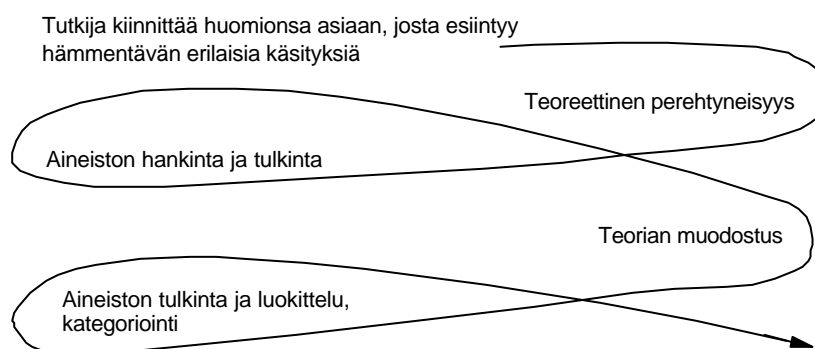 Tutkija kiinnittää huomionsa asiaan, josta esiintyy
hämmentävän erilaisia käsityksiä
Teoreettinen perehtyneisyys
Aineiston hankinta ja tulkinta
Teorian muodostus
Aineiston tulkinta ja luokittelu,
kategoriointi